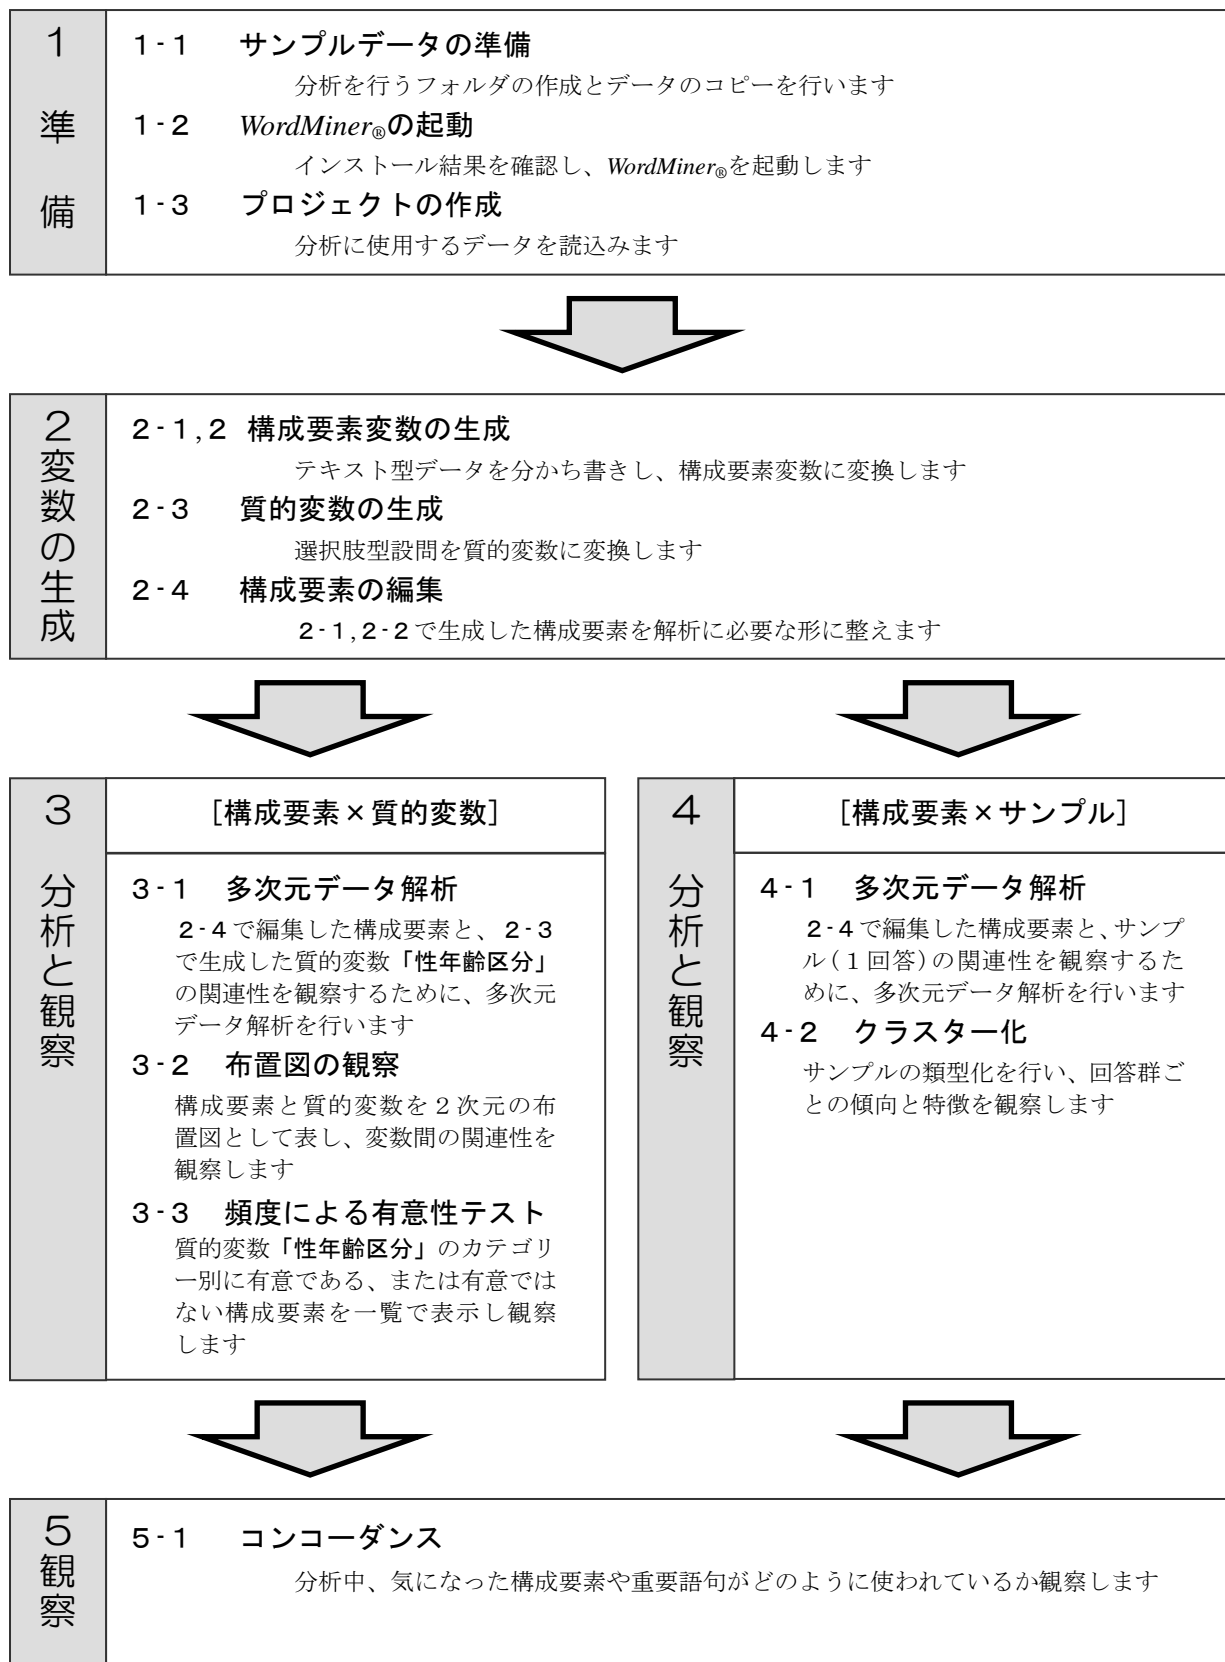 1 準 備
1-1 サンプルデータの準備
分析を行うフォルダの作成とデータのコピーを行います
1-2 WordMiner®の起動
インストール結果を確認し、WordMiner®を起動します
1-3 プロジェクトの作成
分析に使用するデータを読込みます
2 変数の生成
2-1,2 構成要素変数の生成
テキスト型データを分かち書きし、構成要素変数に変換します
2-3 質的変数の生成
選択肢型設問を質的変数に変換します
2-4 構成要素の編集
2-1,2-2で生成した構成要素を解析に必要な形に整えます
3 分析と観察
[構成要素×質的変数]
3-1 多次元データ解析
2-4で編集した構成要素と、2-3
で生成した質的変数「性年齢区分」
の関連性を観察するために、多次元
データ解析を行います
3-2 布置図の観察
構成要素と質的変数を２次元の布
置図として表し、変数間の関連性を
観察します
3-3 頻度による有意性テスト
質的変数「性年齢区分」のカテゴリ
ー別に有意である、または有意では
ない構成要素を一覧で表示し観察
します
4 分析と観察
[構成要素×サンプル]
4-1 多次元データ解析
2-4で編集した構成要素と、サンプ
ル(１回答)の関連性を観察するた
めに、多次元データ解析を行います
4-2 クラスター化
サンプルの類型化を行い、回答群ご
との傾向と特徴を観察します
5 観察
5-1 コンコーダンス
分析中、気になった構成要素や重要語句がどのように使われているか観察します